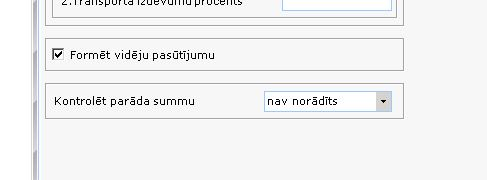 2.Transporta izdevumu procents
Formēt vidēju pasūtījumu
Kontrolēt parāda summu
nav norādīts